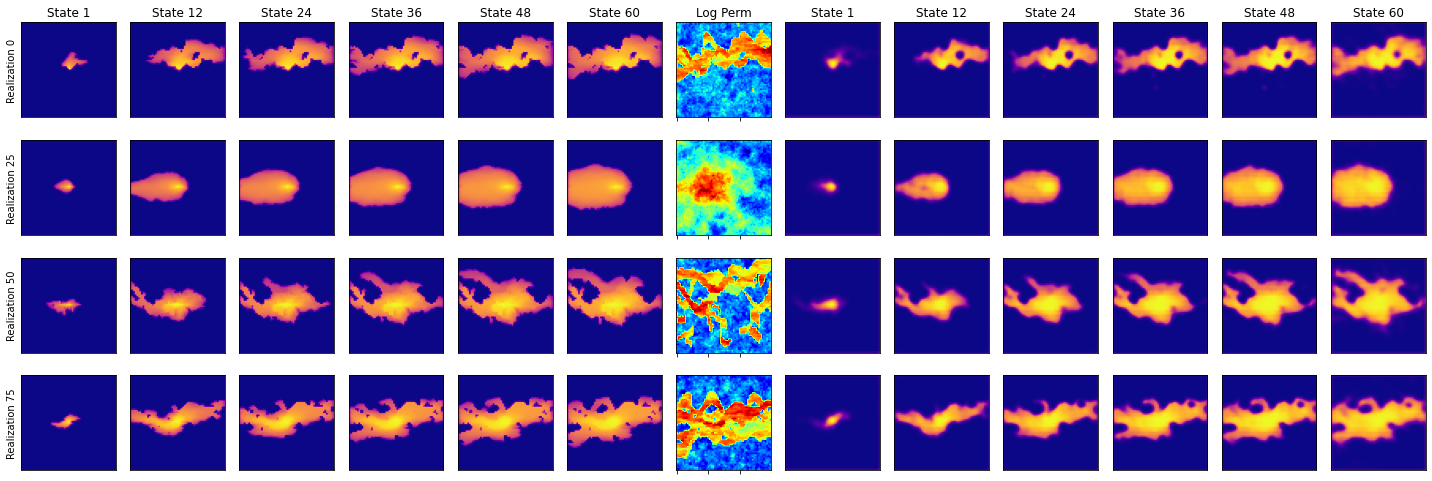 State 1 State 12 State 24 State 36 State 48 State 60 Log Perm State 1 State 12 State 24 State 36 State 48 State 60
Realization 0
Realization 25
Realization 50
Realization 75